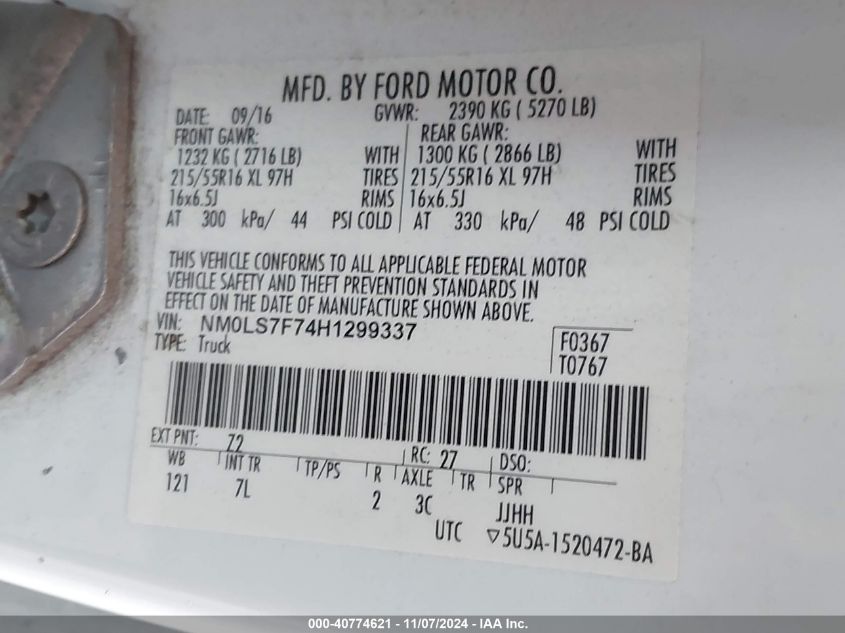 MFD. BY FORD MOTOR CO.
DATE: 09/16 GVWR: 2390 KG ( 5270 LB)
FRONT GAWR: REAR GAWR:
1232 KG ( 2716 LB) WITH 1300 KG ( 2866 LB) WITH
215/55R16 XL 97H TIRES 215/55R16 XL 97H TIRES
16x6.5J RIMS 16x6.5J RIMS
AT 300 kPa/ 44 PSI COLD AT 330 kPa/ 48 PSI COLD
THIS VEHICLE CONFORMS TO ALL APPLICABLE FEDERAL MOTOR
VEHICLE SAFETY AND THEFT PREVENTION STANDARDS IN
EFFECT ON THE DATE OF MANUFACTURE SHOWN ABOVE.
VIN: NM0LS7F74H1299337 F0367
TYPE: Truck T0767
EXT PNT: Z2 RC: 27 DSO:
WB INT TR TP/PS R AXLE TR SPR
121 7L 2 3C JJHH
UTC ▽5U5A-1520472-BA
000-40774621 - 11/07/2024 - IAA Inc.